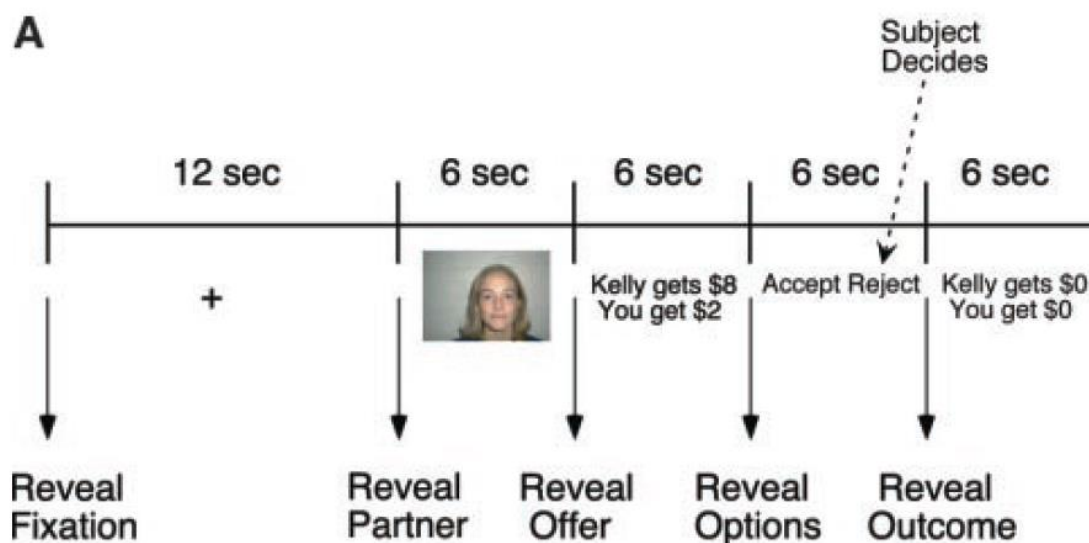 A
Subject
Decides
12 sec
6 sec
6 sec
6 sec
6 sec
+
Kelly gets $8
You get $2
Accept Reject
Kelly gets $0
You get $0
Reveal
Fixation
Reveal
Partner
Reveal
Offer
Reveal
Options
Reveal
Outcome